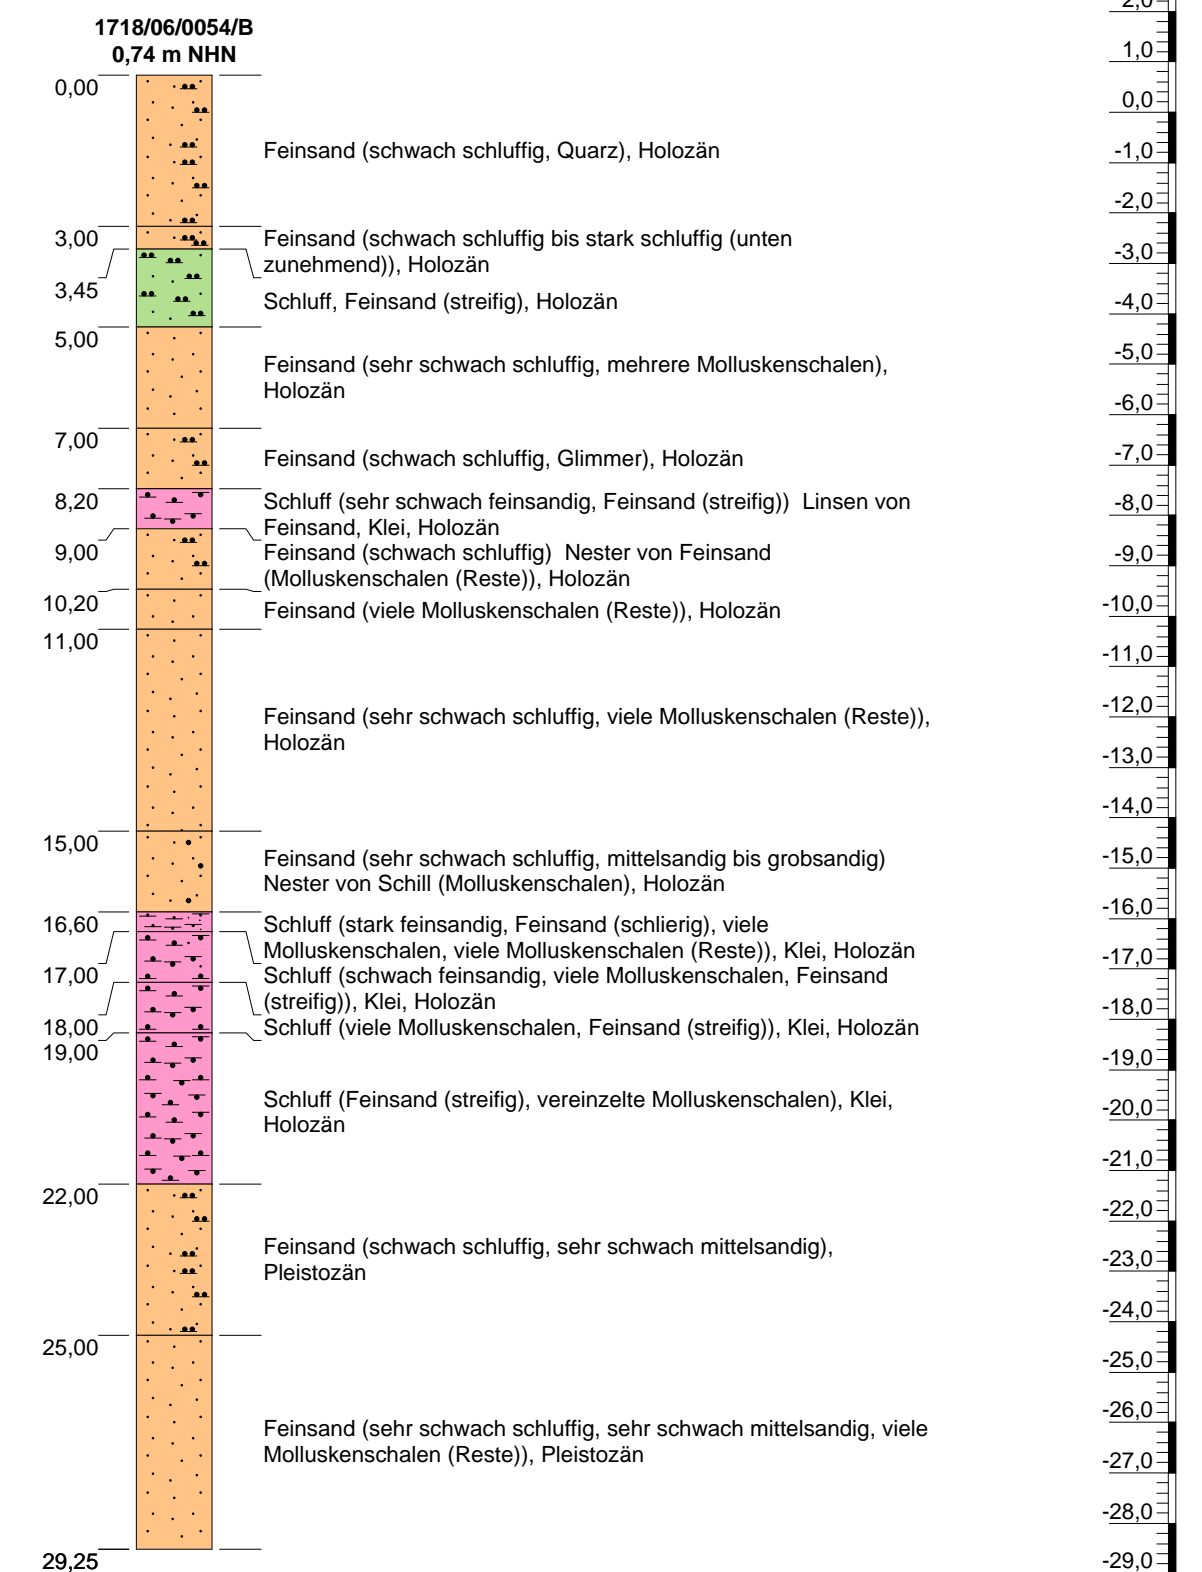 1718/06/0054/B
0,74 m NHN
0,00
Feinsand (schwach schluffig, Quarz), Holozän
3,00
Feinsand (schwach schluffig bis stark schluffig (unten
zunehmend)), Holozän
3,45
Schluff, Feinsand (streifig), Holozän
5,00
Feinsand (sehr schwach schluffig, mehrere Molluskenschalen),
Holozän
7,00
Feinsand (schwach schluffig, Glimmer), Holozän
8,20
Schluff (sehr schwach feinsandig, Feinsand (streifig))  Linsen von
Feinsand, Klei, Holozän
9,00
Feinsand (schwach schluffig)  Nester von Feinsand
(Molluskenschalen (Reste)), Holozän
10,20
Feinsand (viele Molluskenschalen (Reste)), Holozän
11,00
Feinsand (sehr schwach schluffig, viele Molluskenschalen (Reste)),
Holozän
15,00
Feinsand (sehr schwach schluffig, mittelsandig bis grobsandig)
Nester von Schill (Molluskenschalen), Holozän
16,60
Schluff (stark feinsandig, Feinsand (schlierig), viele
Molluskenschalen, viele Molluskenschalen (Reste)), Klei, Holozän
17,00
Schluff (schwach feinsandig, viele Molluskenschalen, Feinsand
(streifig)), Klei, Holozän
18,00
Schluff (viele Molluskenschalen, Feinsand (streifig)), Klei, Holozän
19,00
Schluff (Feinsand (streifig), vereinzelte Molluskenschalen), Klei,
Holozän
22,00
Feinsand (schwach schluffig, sehr schwach mittelsandig),
Pleistozän
25,00
Feinsand (sehr schwach schluffig, sehr schwach mittelsandig, viele
Molluskenschalen (Reste)), Pleistozän
29,25
2,0
1,0
0,0
-1,0
-2,0
-3,0
-4,0
-5,0
-6,0
-7,0
-8,0
-9,0
-10,0
-11,0
-12,0
-13,0
-14,0
-15,0
-16,0
-17,0
-18,0
-19,0
-20,0
-21,0
-22,0
-23,0
-24,0
-25,0
-26,0
-27,0
-28,0
-29,0